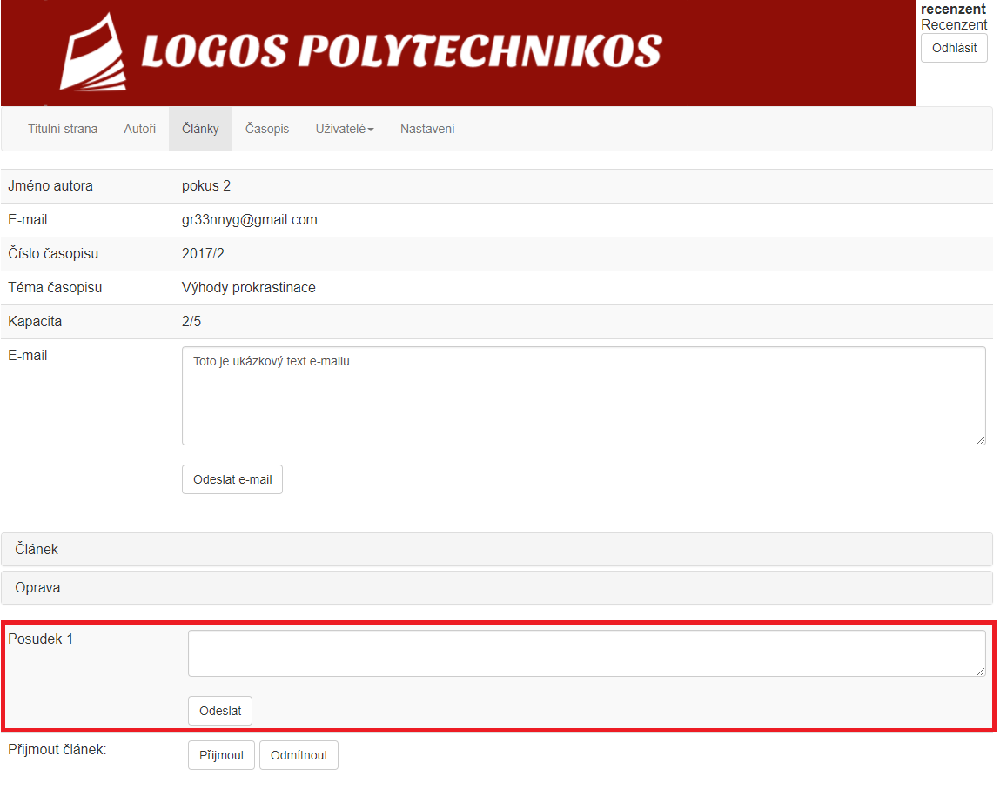 LOGOS POLYTECHNIKOS
recenzent
Recenzent
Odhlásit
Titulní strana Autoři Články Časopis Uživatelé Nastavení
Jméno autora pokus 2
E-mail gr33nnyg@gmail.com
Číslo časopisu 2017/2
Téma časopisu Výhody prokrastinace
Kapacita 2/5
E-mail Toto je ukázkový text e-mailu
Odeslat e-mail
Článek
Oprava
Posudek 1
Odeslat
Přijmout článek: Přijmout Odmítnout